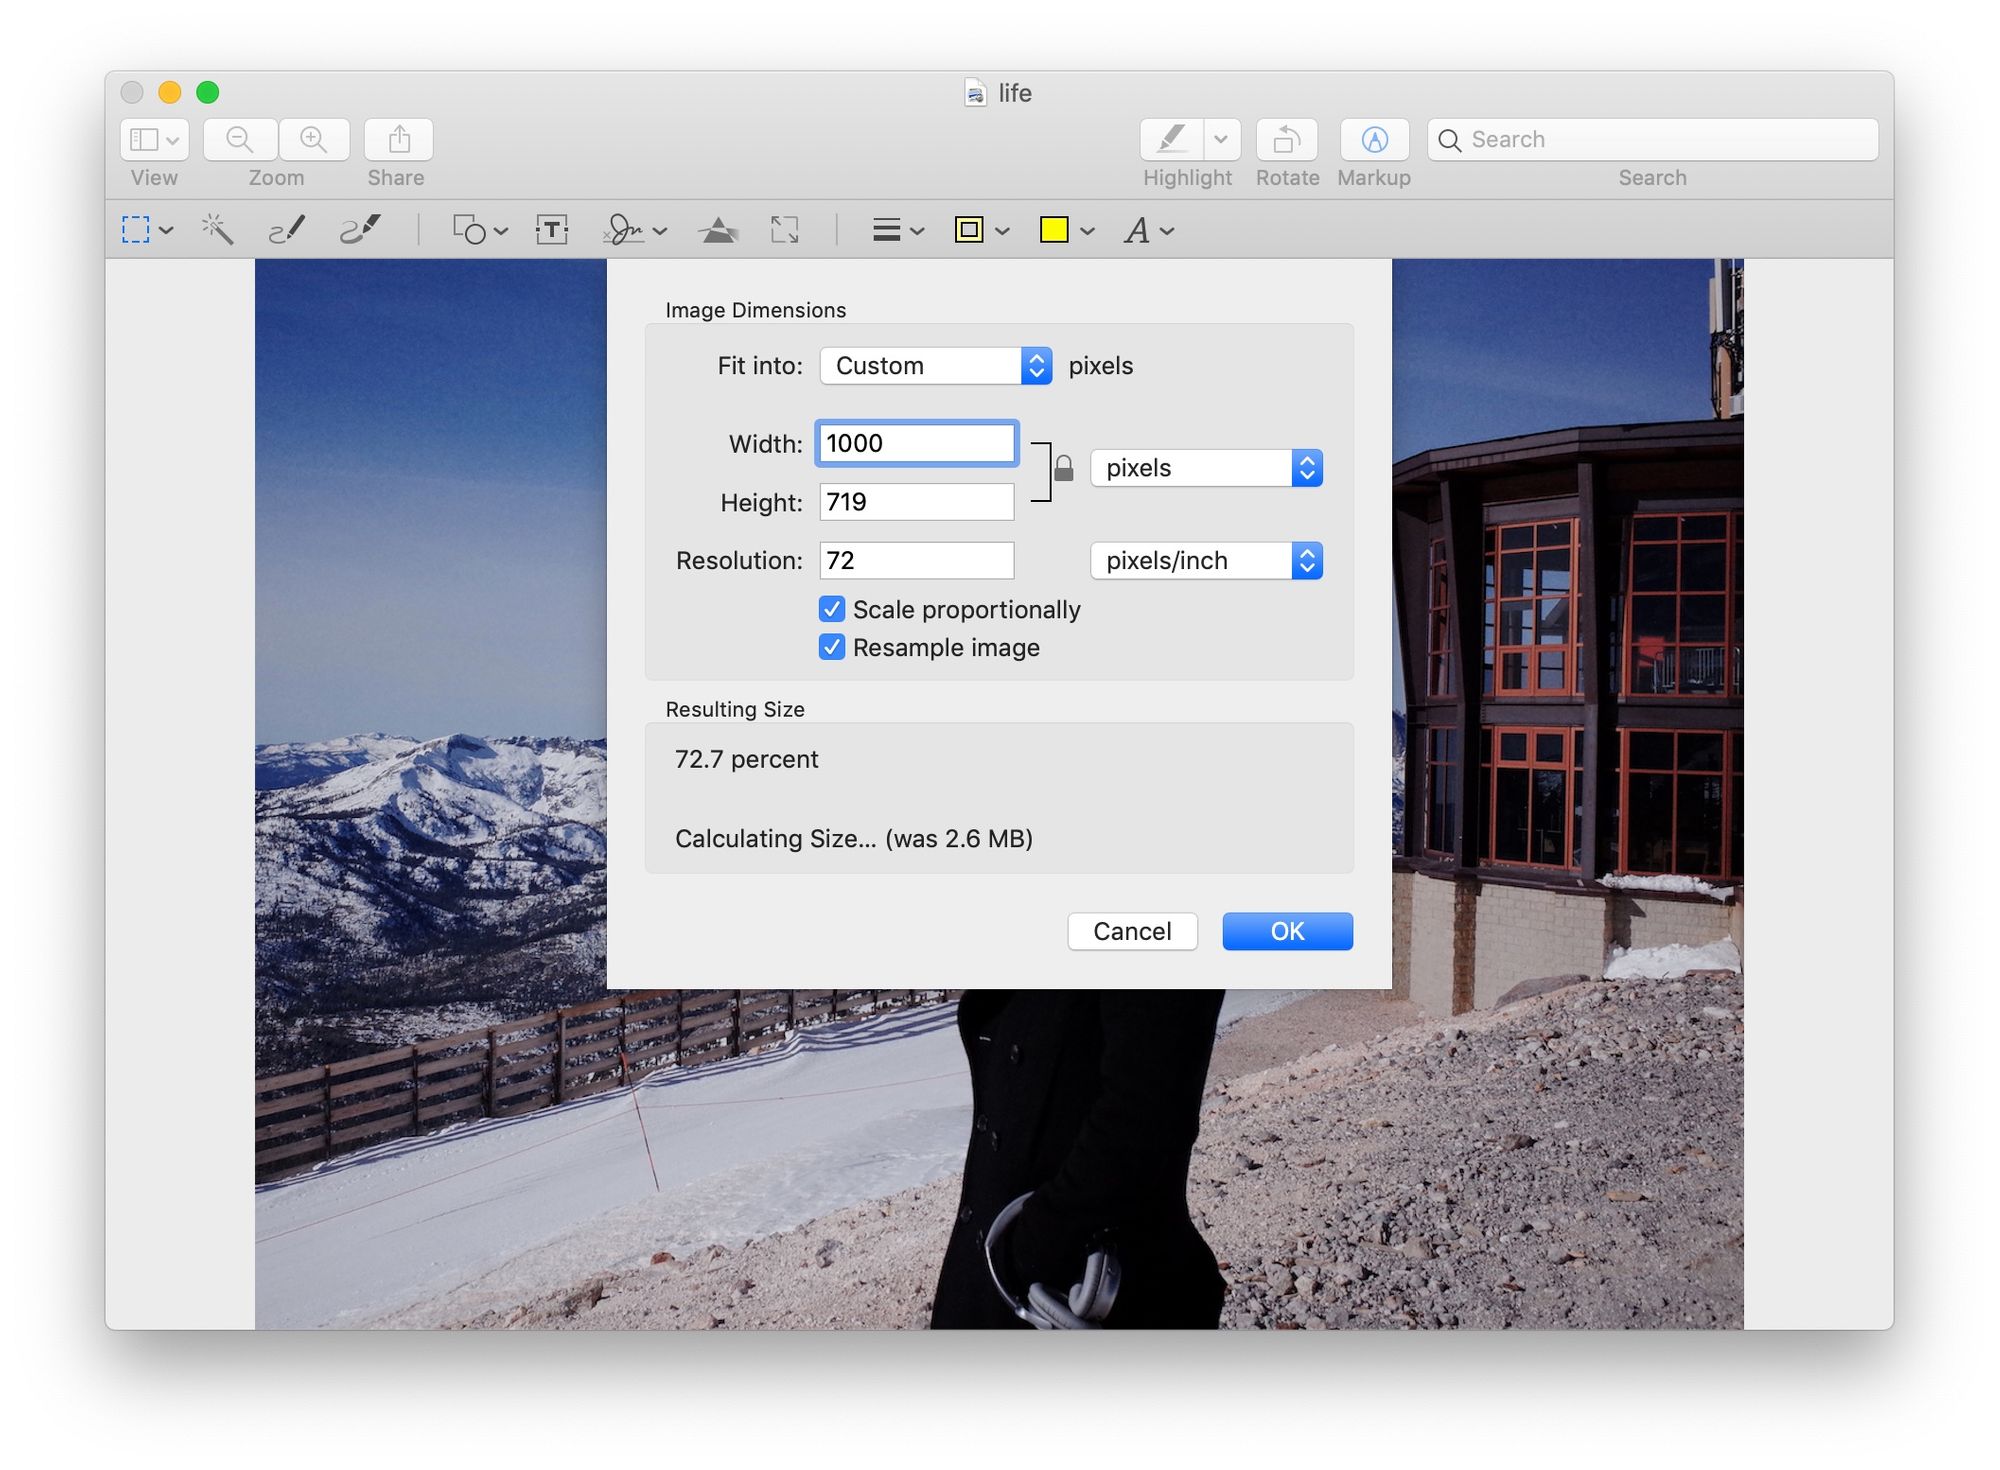 life
Search
View Zoom Share Highlight Rotate Markup Search
T A
Image Dimensions
Fit into: Custom pixels
Width: 1000
pixels
Height: 719
Resolution: 72 pixels/inch
Scale proportionally
Resample image
Resulting Size
72.7 percent
Calculating Size... (was 2.6 MB)
Cancel OK